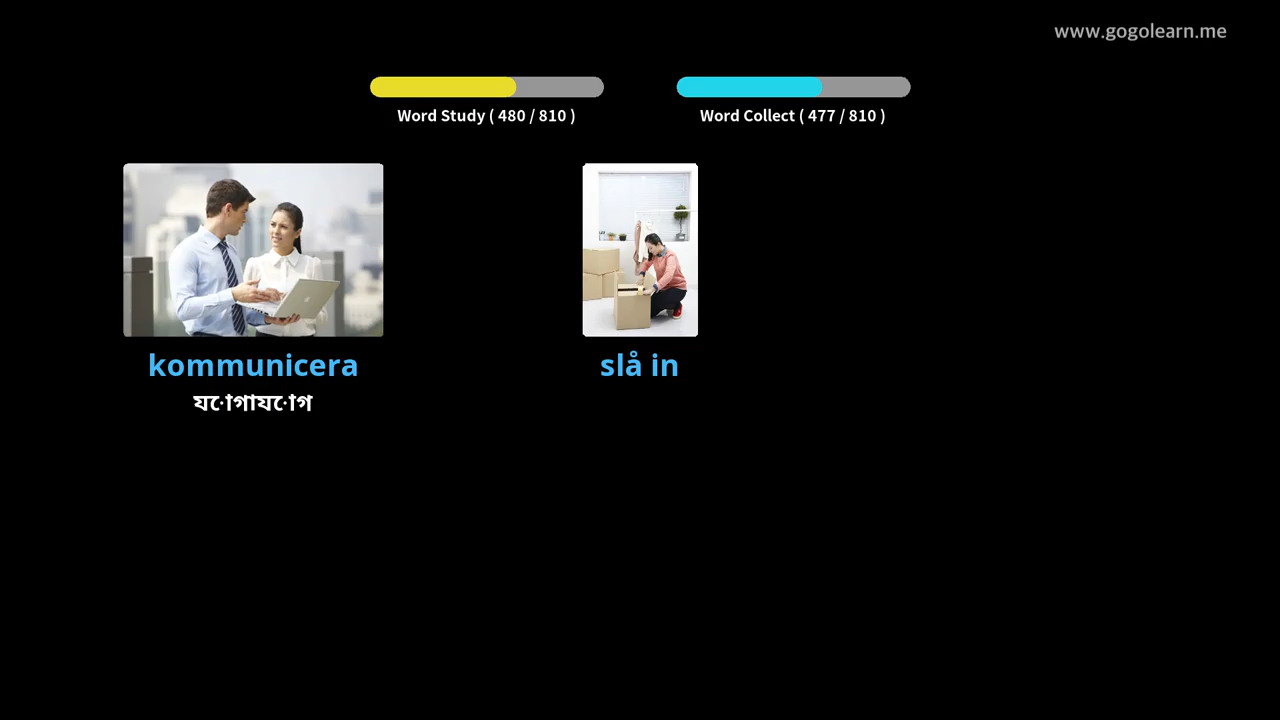 www.gogolearn.me
Word Study ( 480 / 810 )
Word Collect ( 477 / 810 )
kommunicera
slå in
যোগাযোগ